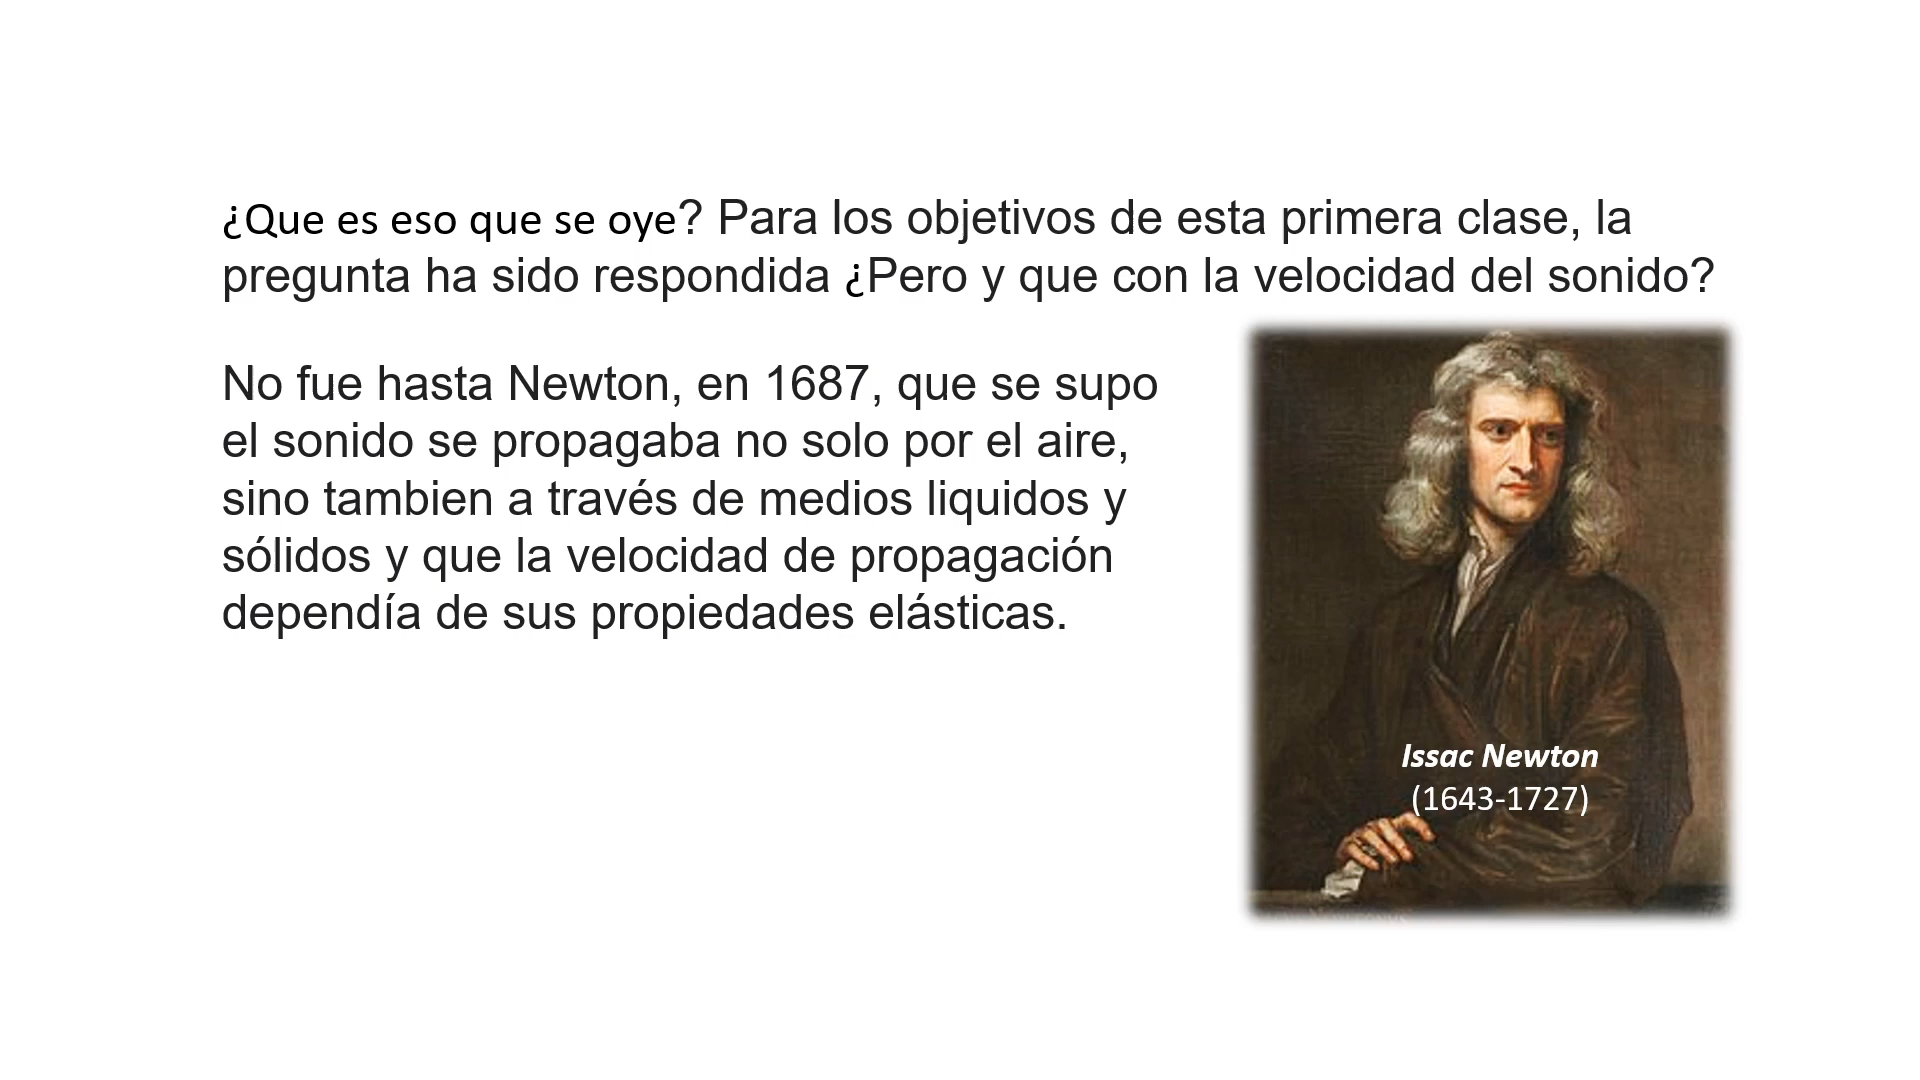 ¿Que es eso que se oye? Para los objetivos de esta primera clase, la
pregunta ha sido respondida ¿Pero y que con la velocidad del sonido?
No fue hasta Newton, en 1687, que se supo
el sonido se propagaba no solo por el aire,
sino tambien a través de medios liquidos y
sólidos y que la velocidad de propagación
dependía de sus propiedades elásticas.
Issac Newton
(1643-1727)